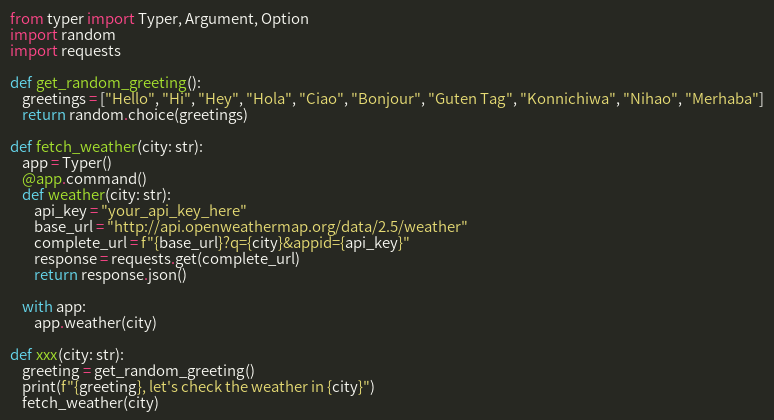 from typer import Typer, Argument, Option
import random
import requests

def get_random_greeting():
    greetings = ["Hello", "Hi", "Hey", "Hola", "Ciao", "Bonjour", "Guten Tag", "Konnichiwa", "Nihao", "Merhaba"]
    return random.choice(greetings)

def fetch_weather(city: str):
    app = Typer()
    @app.command()
    def weather(city: str):
        api_key = "your_api_key_here"
        base_url = "http://api.openweathermap.org/data/2.5/weather"
        complete_url = f"{base_url}?q={city}&appid={api_key}"
        response = requests.get(complete_url)
        return response.json()

    with app:
        app.weather(city)

def xxx(city: str):
    greeting = get_random_greeting()
    print(f"{greeting}, let's check the weather in {city}")
    fetch_weather(city)